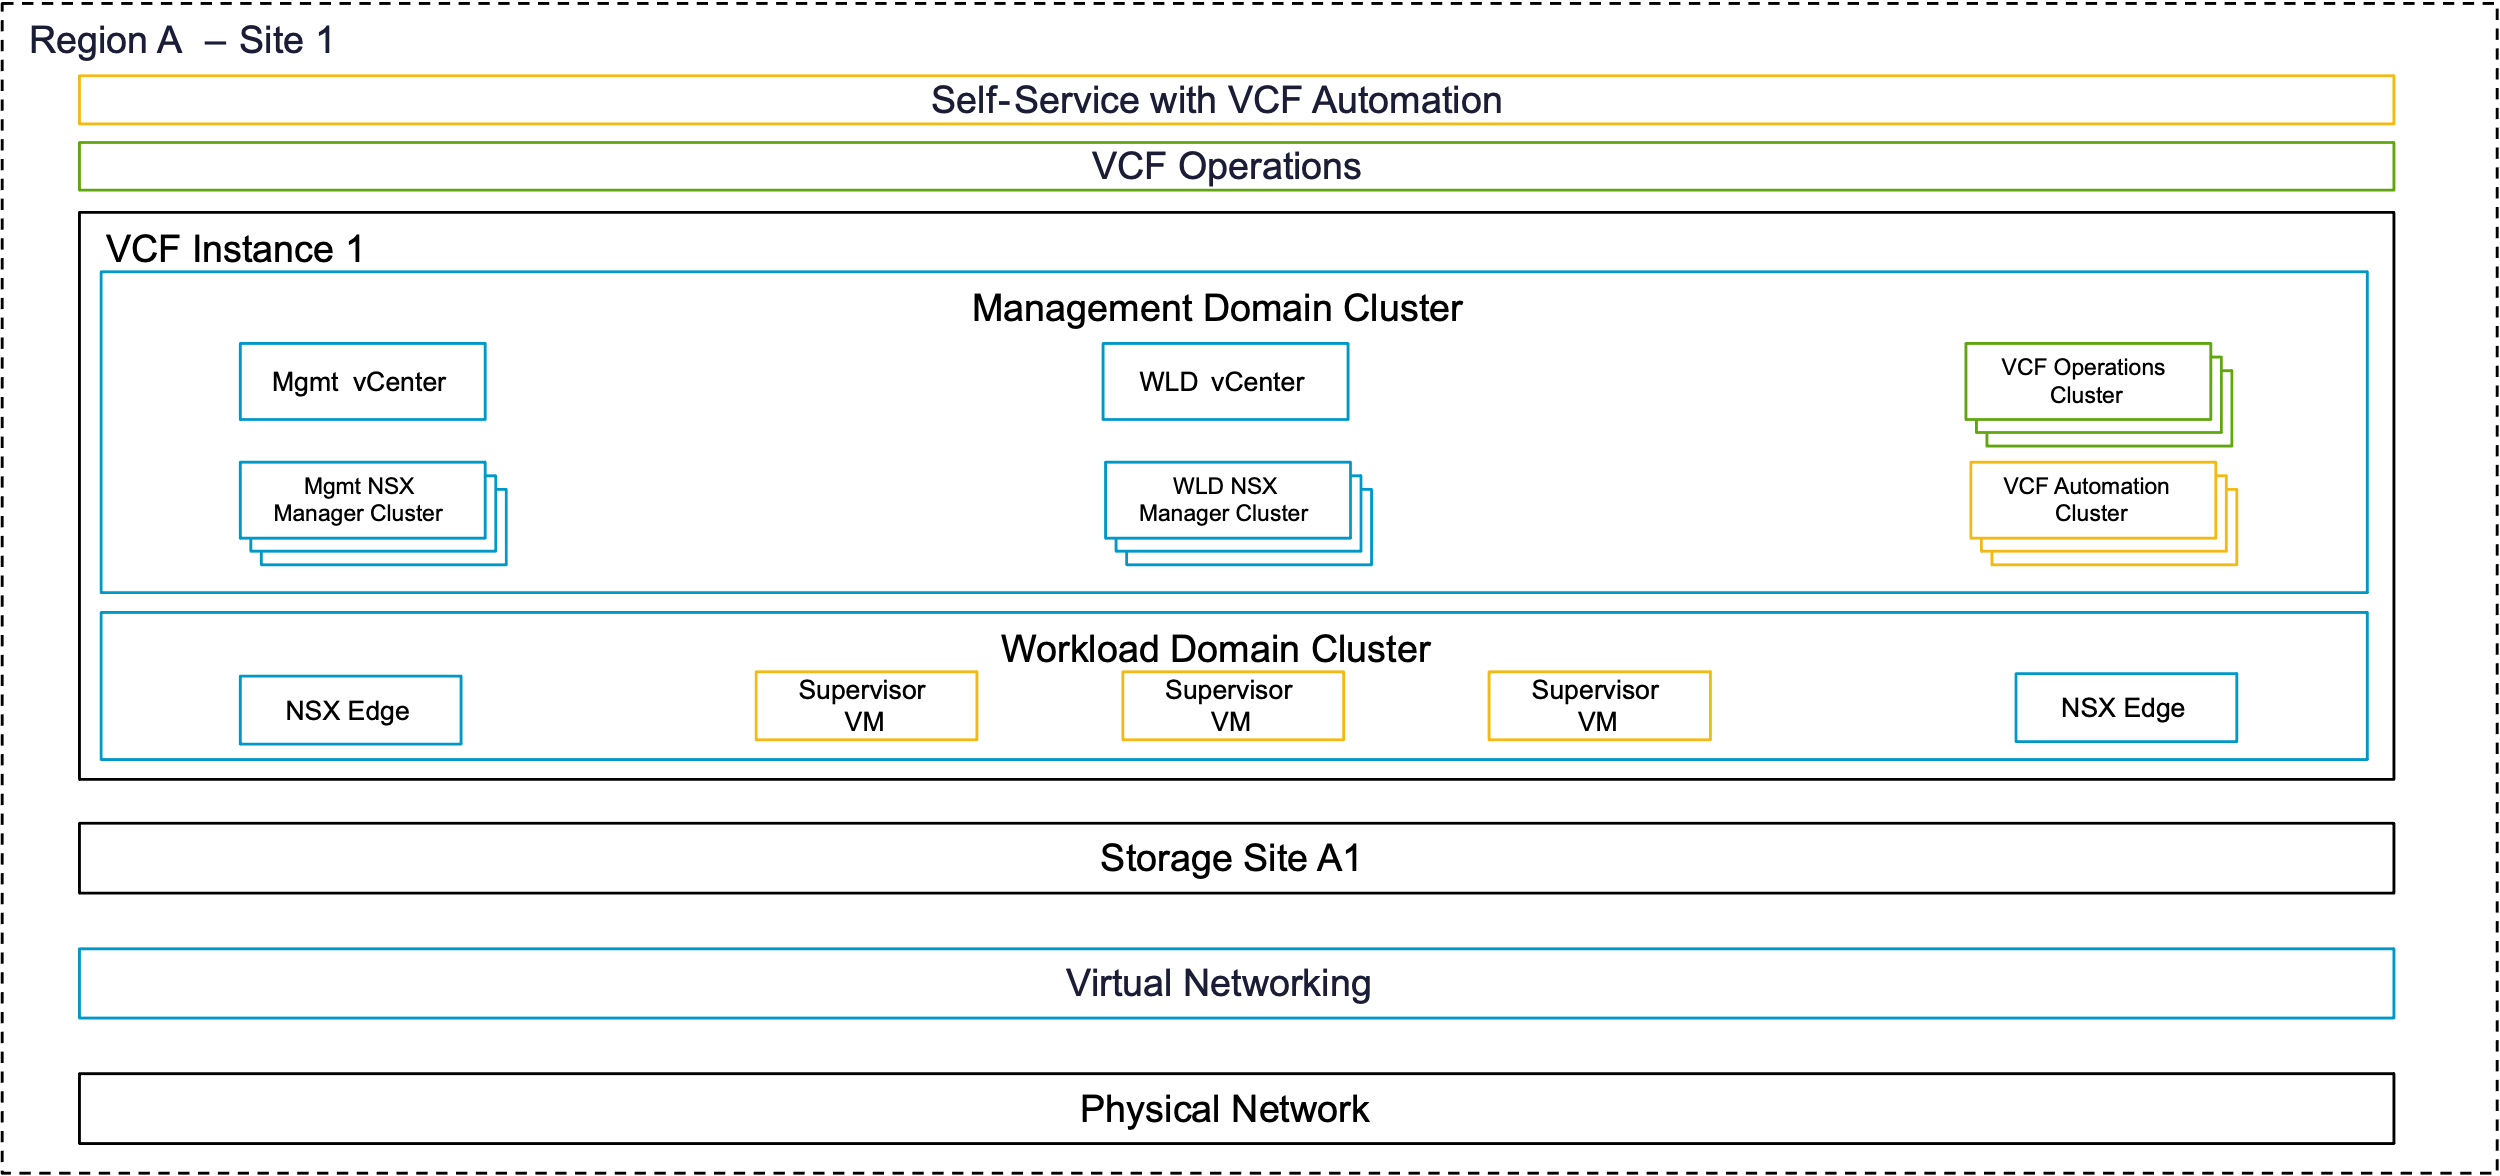 Region A – Site 1
Self-Service with VCF Automation
VCF Operations
VCF Instance 1
Management Domain Cluster
Mgmt vCenter
WLD vCenter
VCF Operations
Cluster
Mgmt NSX
Manager Cluster
WLD NSX
Manager Cluster
VCF Automation
Cluster
Workload Domain Cluster
NSX Edge
Supervisor
VM
Supervisor
VM
Supervisor
VM
NSX Edge
Storage Site A1
Virtual Networking
Physical Network